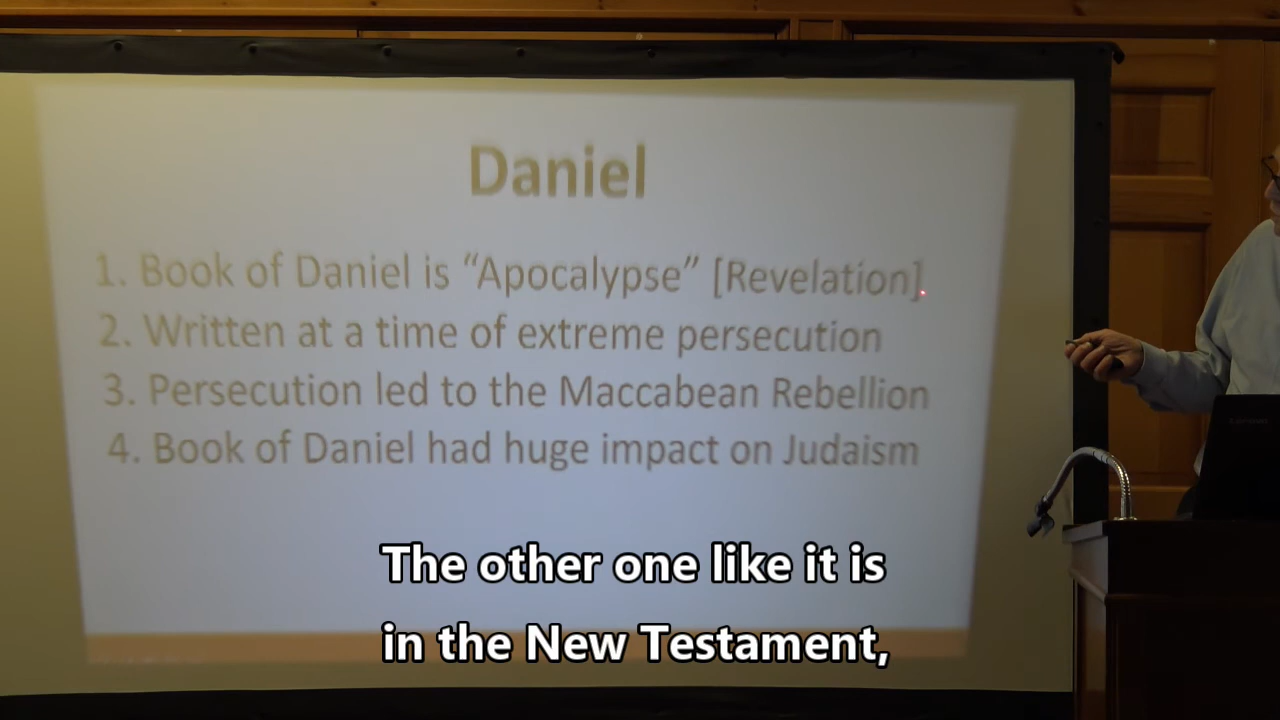 Daniel
1. Book of Daniel is “Apocalypse” [Revelation]
2. Written at a time of extreme persecution
3. Persecution led to the Maccabean Rebellion
4. Book of Daniel had huge impact on Judaism
The other one like it is
in the New Testament,